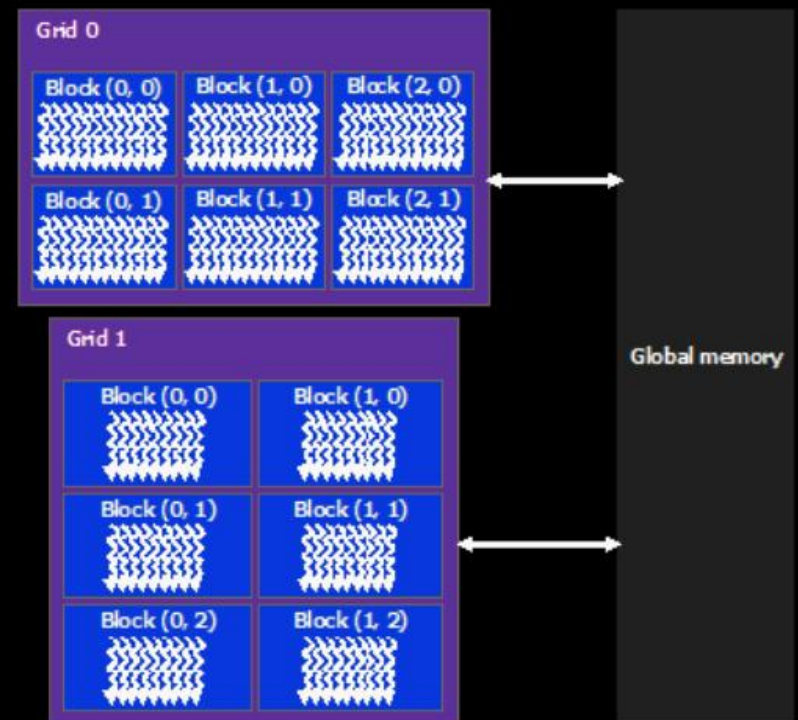 Grid 0
Block (0, 0) Block (1, 0) Block (2, 0)
Block (0, 1) Block (1, 1) Block (2, 1)
Grid 1
Global memory
Block (0, 0) Block (1, 0)
Block (0, 1) Block (1, 1)
Block (0, 2) Block (1, 2)